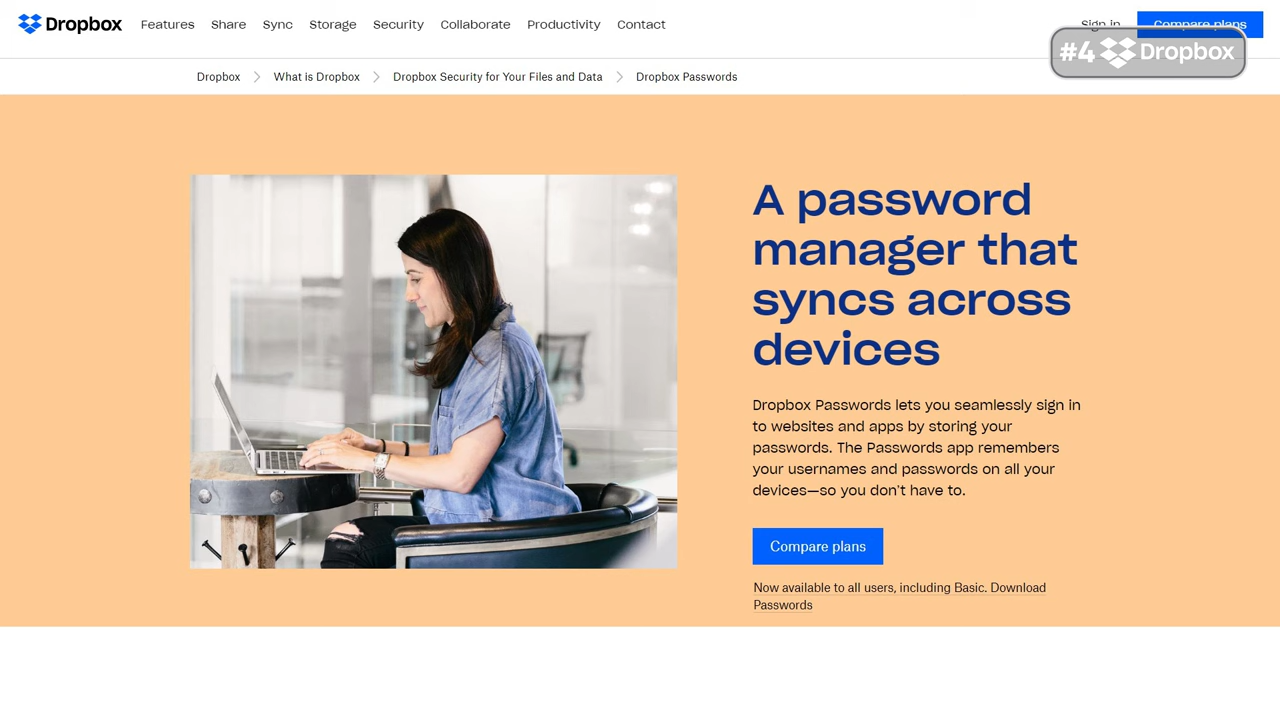 Dropbox Features Share Sync Storage Security Collaborate Productivity Contact Sign in Compare plans
#4 Dropbox
Dropbox What is Dropbox Dropbox Security for Your Files and Data Dropbox Passwords
A password
manager that
syncs across
devices
Dropbox Passwords lets you seamlessly sign in
to websites and apps by storing your
passwords. The Passwords app remembers
your usernames and passwords on all your
devices—so you don't have to.
Compare plans
Now available to all users, including Basic. Download
Passwords